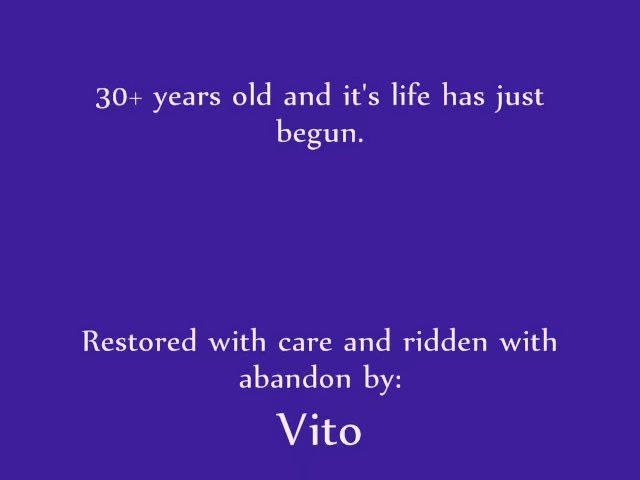 30+ years old and it's life has just
begun.
Restored with care and ridden with
abandon by:
Vito